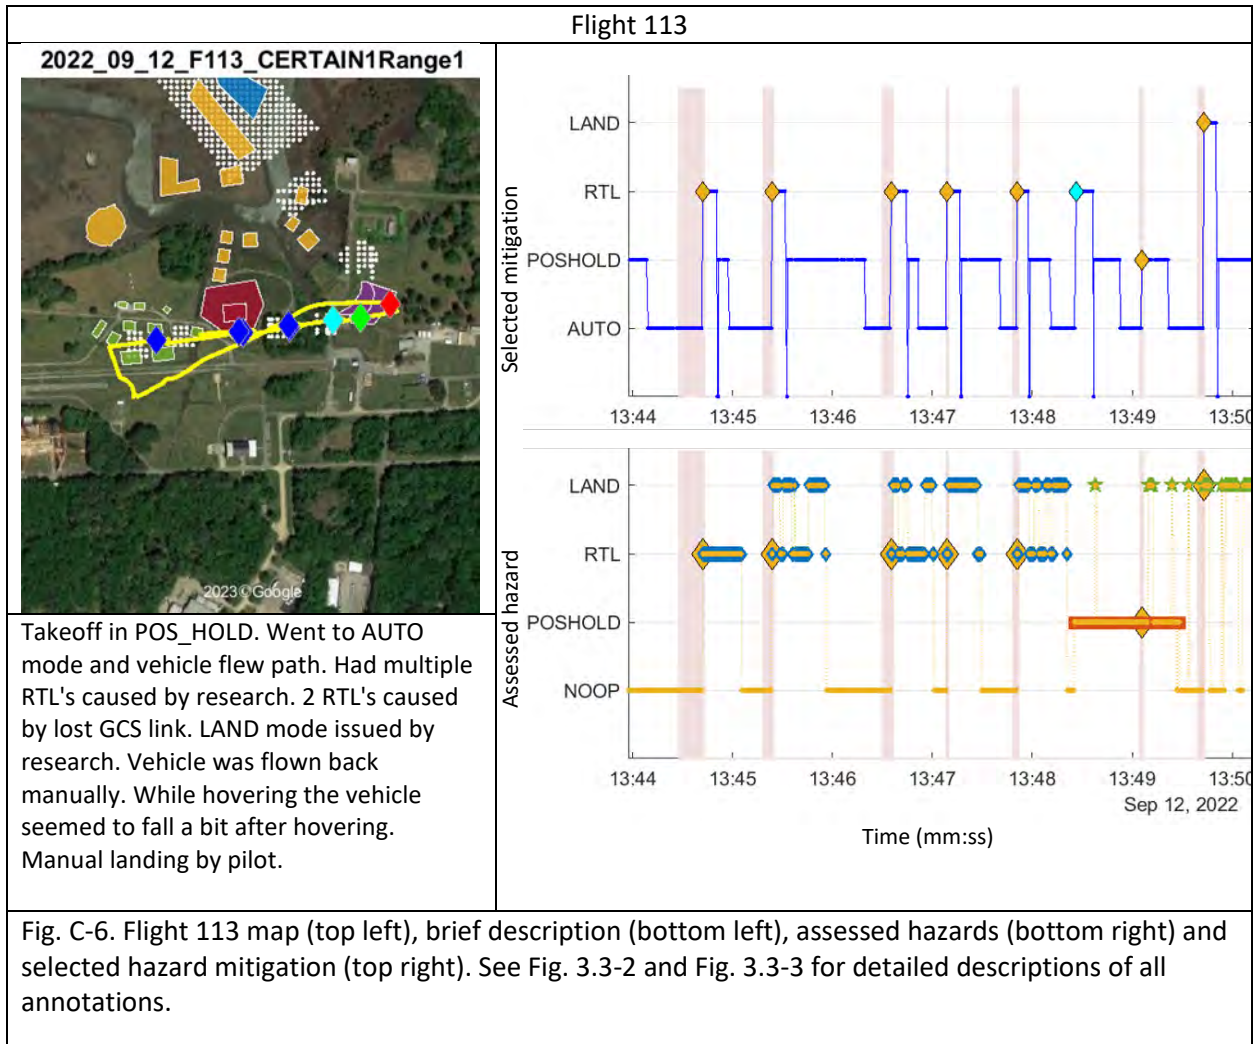 Flight 113
2022_09_12_F113_CERTAIN1Range1
2023©Google
Takeoff in POS_HOLD. Went to AUTO
mode and vehicle flew path. Had multiple
RTL's caused by research. 2 RTL's caused
by lost GCS link. LAND mode issued by
research. Vehicle was flown back
manually. While hovering the vehicle
seemed to fall a bit after hovering.
Manual landing by pilot.
Selected mitigation
LAND
RTL
POSHOLD
AUTO
13:44 13:45 13:46 13:47 13:48 13:49 13:50
Assessed hazard
LAND
RTL
POSHOLD
NOOP
13:44 13:45 13:46 13:47 13:48 13:49 13:50
Sep 12, 2022
Time (mm:ss)
Fig. C-6. Flight 113 map (top left), brief description (bottom left), assessed hazards (bottom right) and
selected hazard mitigation (top right). See Fig. 3.3-2 and Fig. 3.3-3 for detailed descriptions of all
annotations.